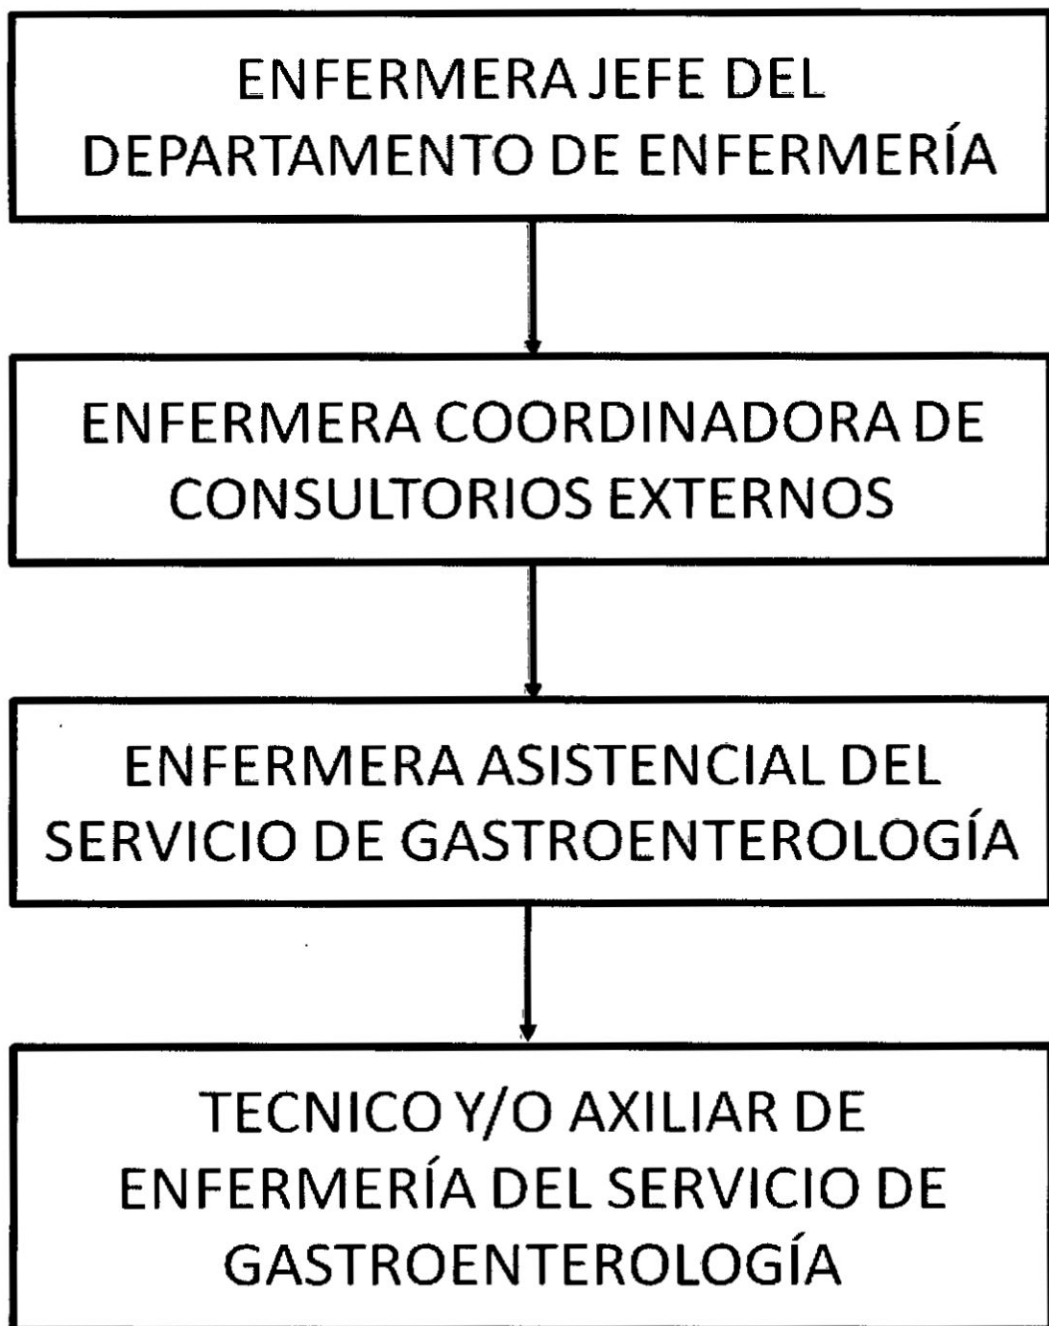 ENFERMERA JEFE DEL
DEPARTAMENTO DE ENFERMERÍA
ENFERMERA COORDINADORA DE
CONSULTORIOS EXTERNOS
ENFERMERA ASISTENCIAL DEL
SERVICIO DE GASTROENTEROLOGÍA
TECNICO Y/O AXILIAR DE
ENFERMERÍA DEL SERVICIO DE
GASTROENTEROLOGÍA